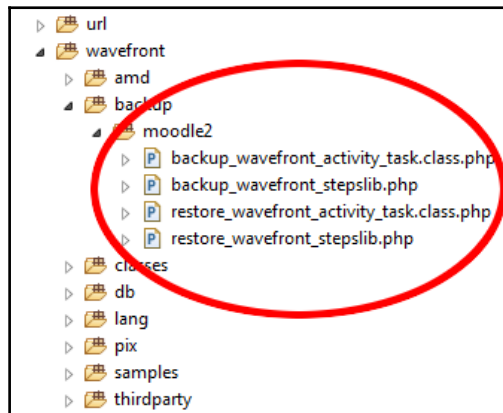 url
wavefront
amd
backup
moodle2
backup_wavefront_activity_task.class.php
backup_wavefront_stepslib.php
restore_wavefront_activity_task.class.php
restore_wavefront_stepslib.php
classes
db
lang
pix
samples
thirdparty